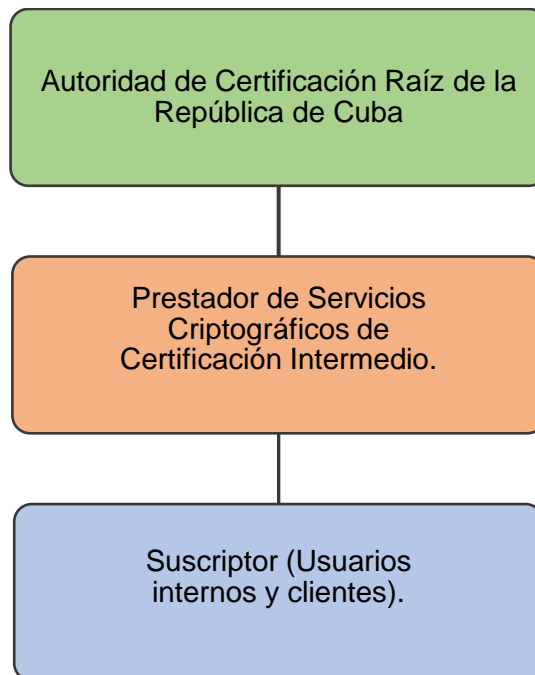 Autoridad de Certificación Raíz de la
República de Cuba
Prestador de Servicios
Criptográficos de
Certificación Intermedio.
Suscriptor (Usuarios
internos y clientes).